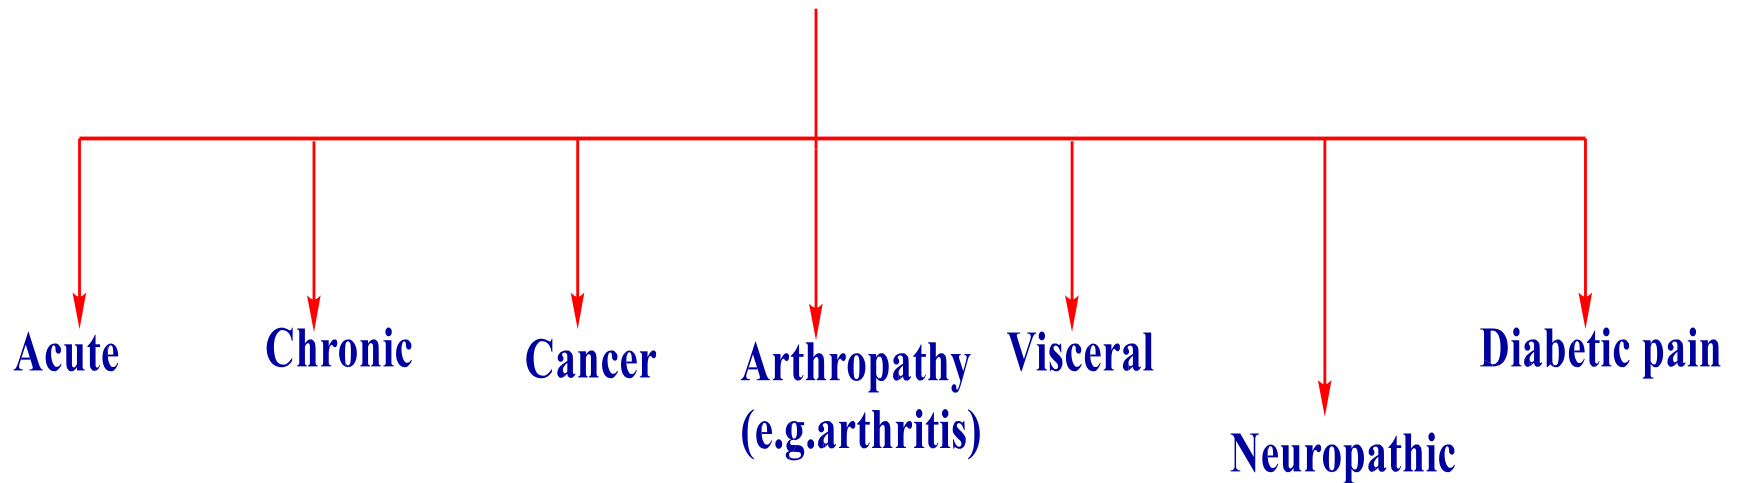 Acute
Chronic
Cancer
Arthropathy
(e.g.arthritis)
Visceral
Neuropathic
Diabetic pain